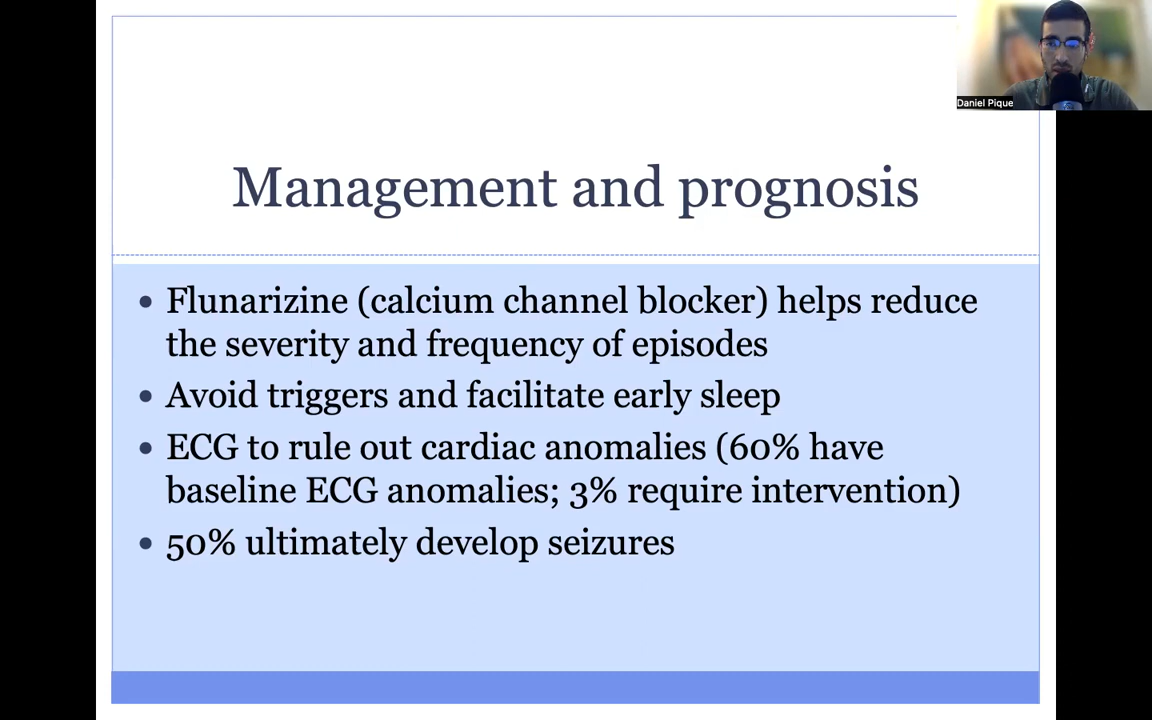 Daniel Pique
Management and prognosis
• Flunarizine (calcium channel blocker) helps reduce
the severity and frequency of episodes
• Avoid triggers and facilitate early sleep
• ECG to rule out cardiac anomalies (60% have
baseline ECG anomalies; 3% require intervention)
• 50% ultimately develop seizures